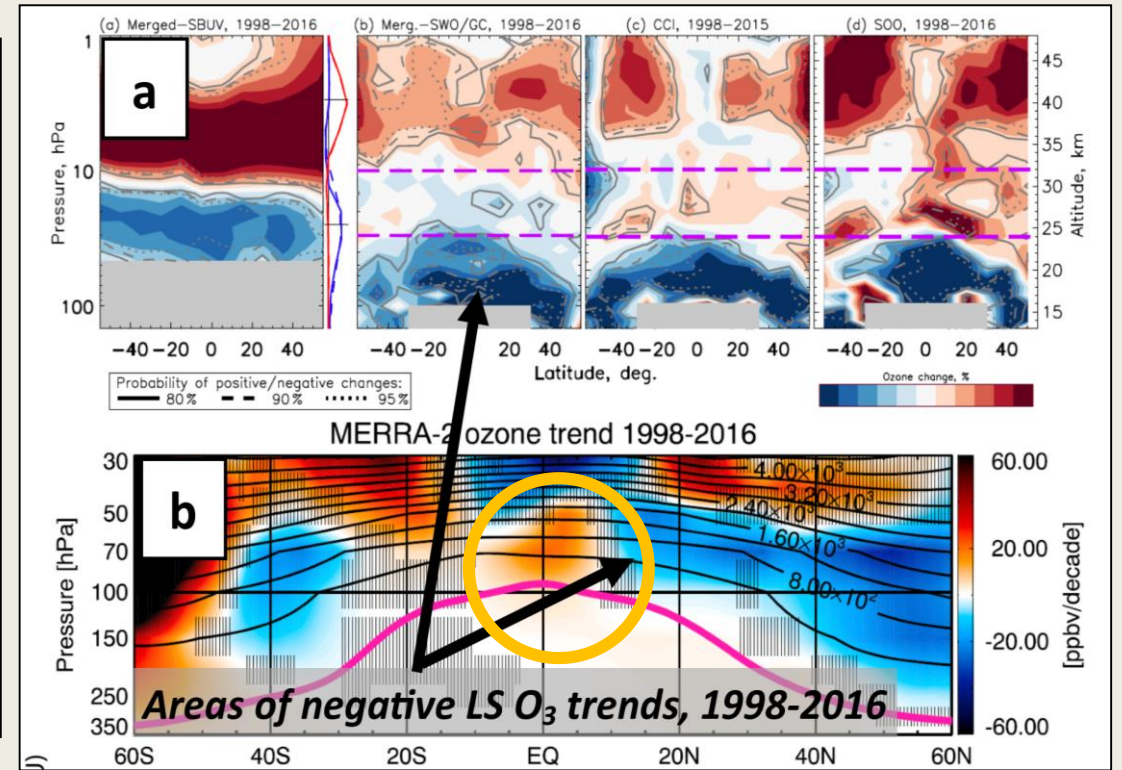 (a) Merged-SBUV, 1998-2016 (b) Merg.-SWO/GC, 1998-2016 (c) CCI, 1998-2015 (d) SOO, 1998-2016
a
Pressure, hPa
1
10
100
45
40
35
30
25
20
15
Altitude, km
-40 -20 0 20 40 -40 -20 20 40 -40 -20 0 20 40 -40 -20 0 20 40
Latitude, deg.
Probability of positive/negative changes:
80% 90% 95%
Ozone change, %
MERRA-2 ozone trend 1998-2016
b
Pressure [hPa]
30
50
70
100
150
250
350
4.00×10³
3.20×10³
2.40×10³
1.60×10³
8.00×10²
60.00
20.00
-20.00
-60.00
[ppbv/decade]
Areas of negative LS O₃ trends, 1998-2016
60S 40S 20S EQ 20N 40N 60N